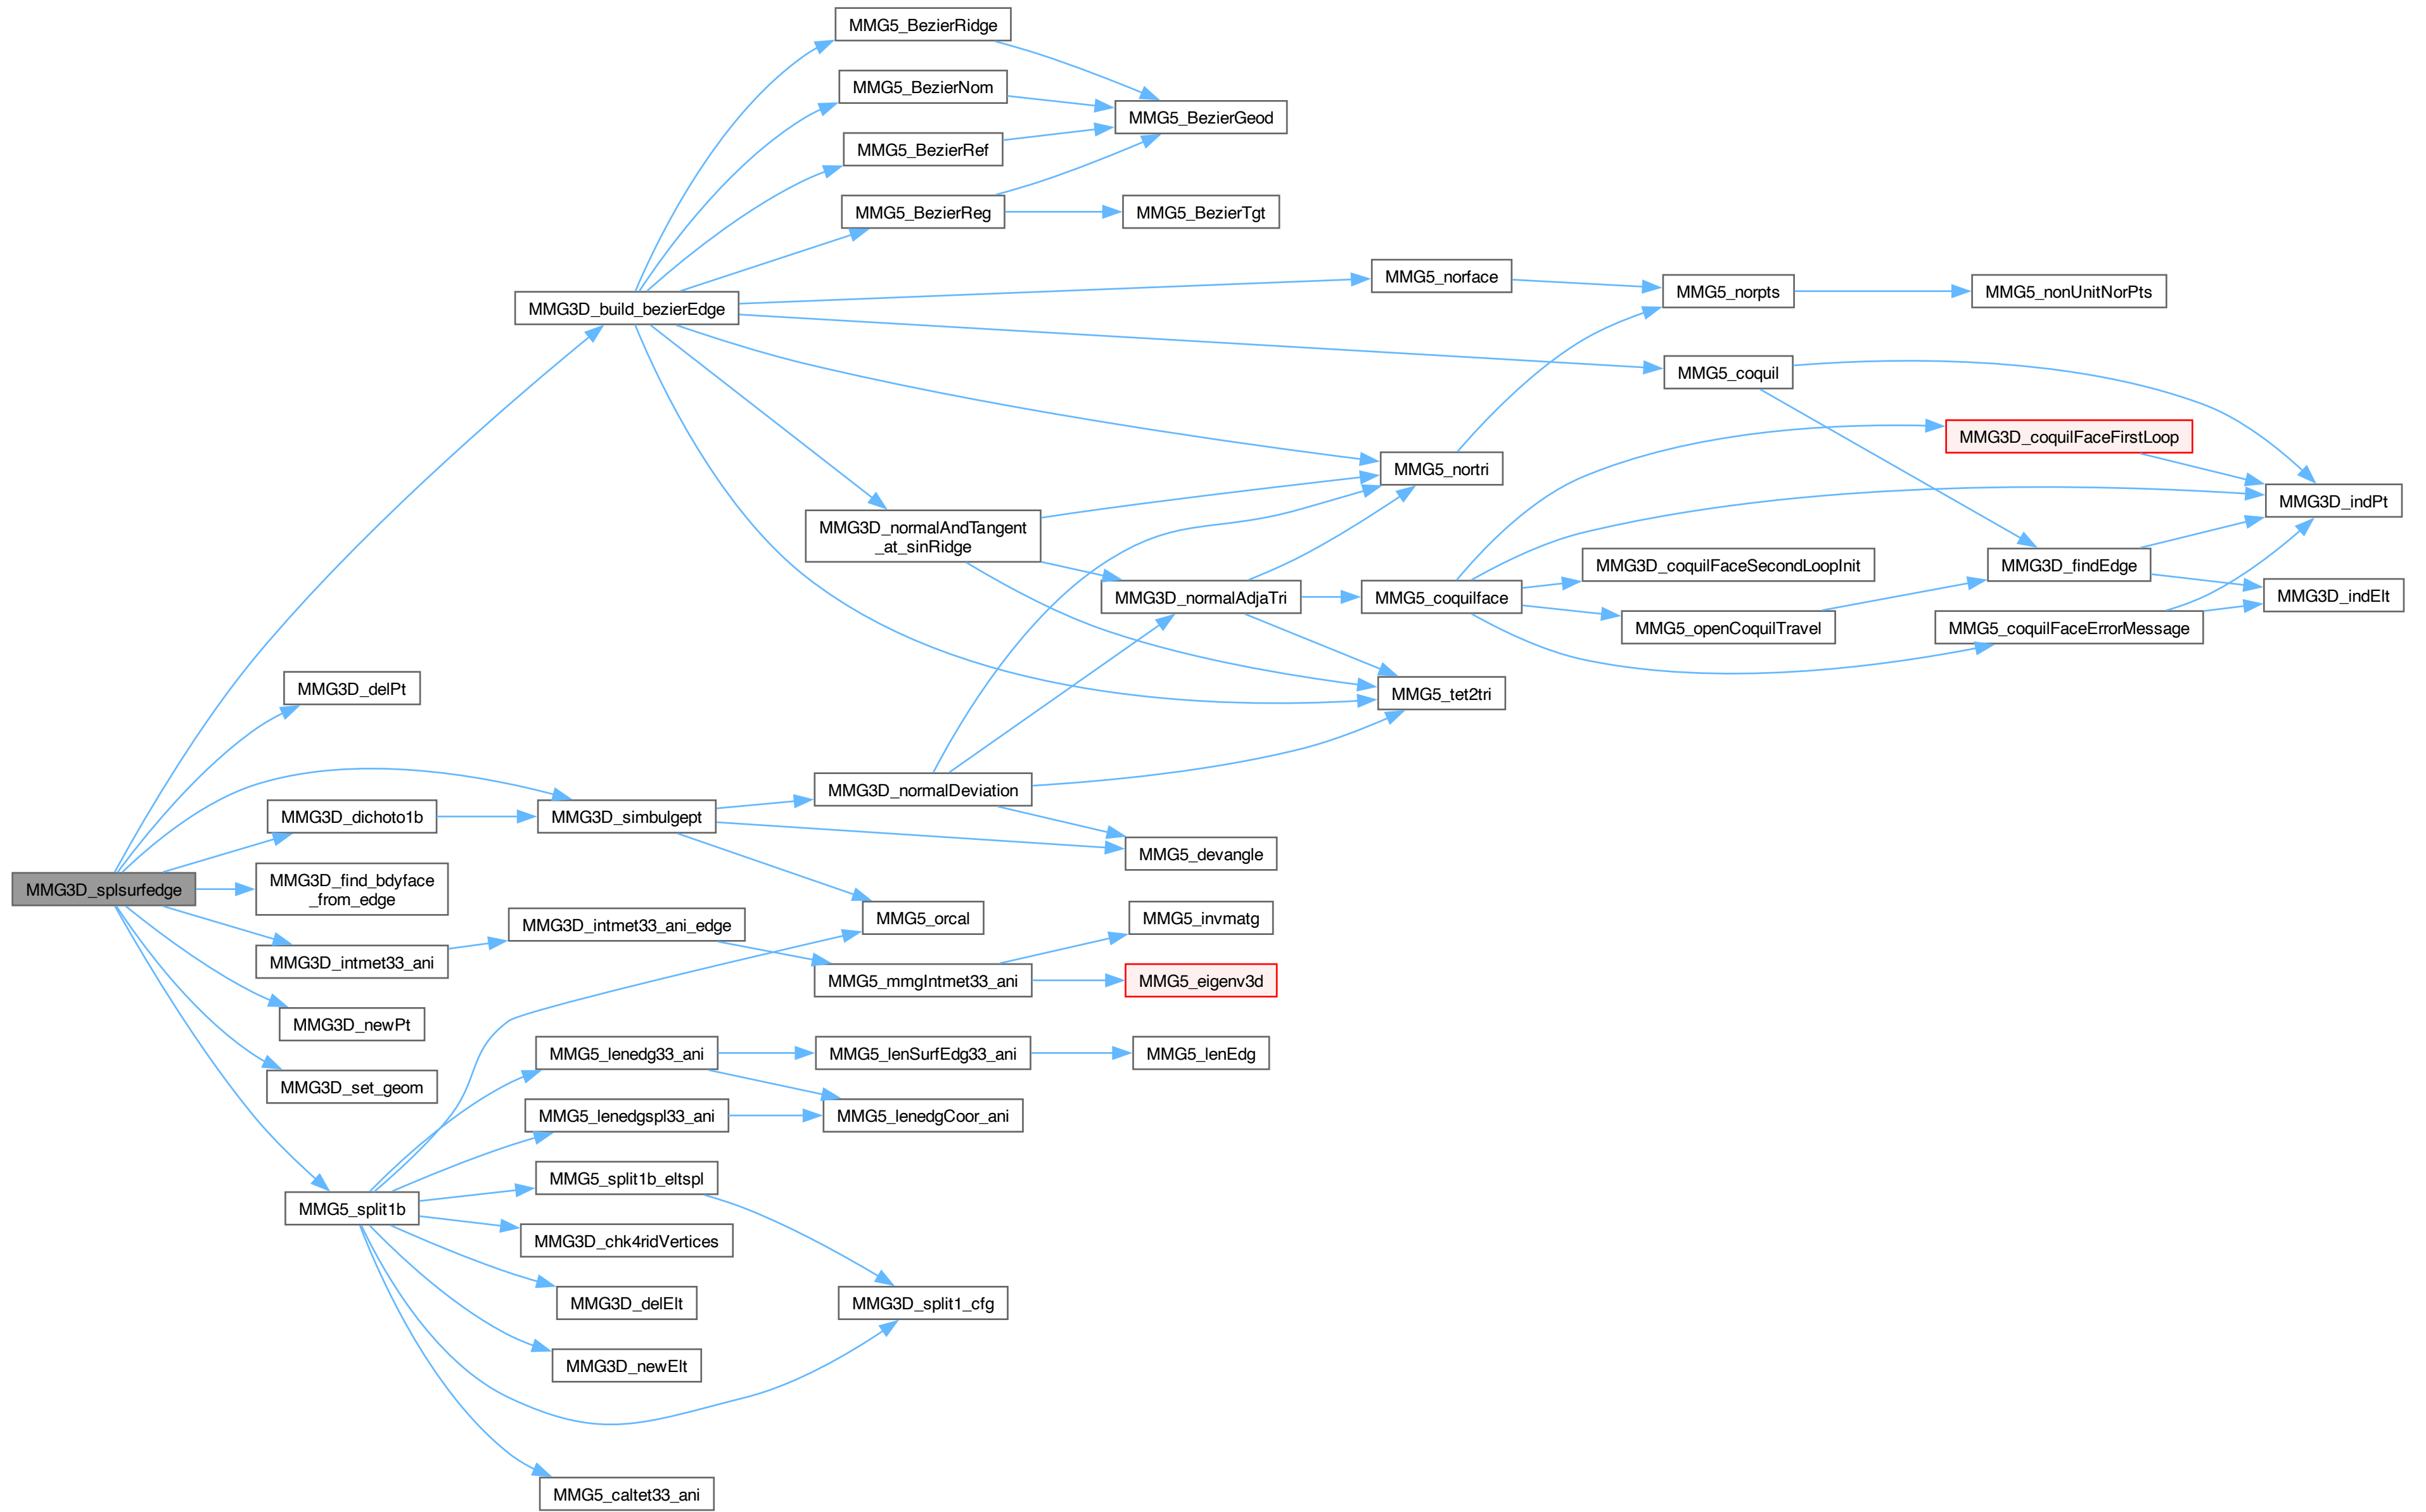 MMG5_BezierRidge
MMG5_BezierNom
MMG5_BezierGeod
MMG5_BezierRef
MMG5_BezierReg
MMG5_BezierTgt
MMG5_norface
MMG5_norpts
MMG5_nonUnitNorPts
MMG3D_build_bezierEdge
MMG5_coquil
MMG3D_coquilFaceFirstLoop
MMG5_nortri
MMG3D_indPt
MMG3D_normalAndTangent
_at_sinRidge
MMG3D_coquilFaceSecondLoopInit
MMG3D_findEdge
MMG3D_normalAdjaTri
MMG5_coquilface
MMG3D_indElt
MMG5_openCoquilTravel
MMG5_coquilFaceErrorMessage
MMG3D_delPt
MMG5_tet2tri
MMG3D_normalDeviation
MMG3D_dichoto1b
MMG3D_simbulgept
MMG5_devangle
MMG3D_splsurfedge
MMG3D_find_bdyface
_from_edge
MMG5_orcal
MMG5_invmatg
MMG3D_intmet33_ani_edge
MMG3D_intmet33_ani
MMG5_mmgIntmet33_ani
MMG5_eigenv3d
MMG3D_newPt
MMG5_lenedg33_ani
MMG5_lenSurfEdg33_ani
MMG5_lenEdg
MMG3D_set_geom
MMG5_lenedgspl33_ani
MMG5_lenedgCoor_ani
MMG5_split1b_eltspl
MMG5_split1b
MMG3D_chk4ridVertices
MMG3D_delElt
MMG3D_split1_cfg
MMG3D_newElt
MMG5_caltet33_ani